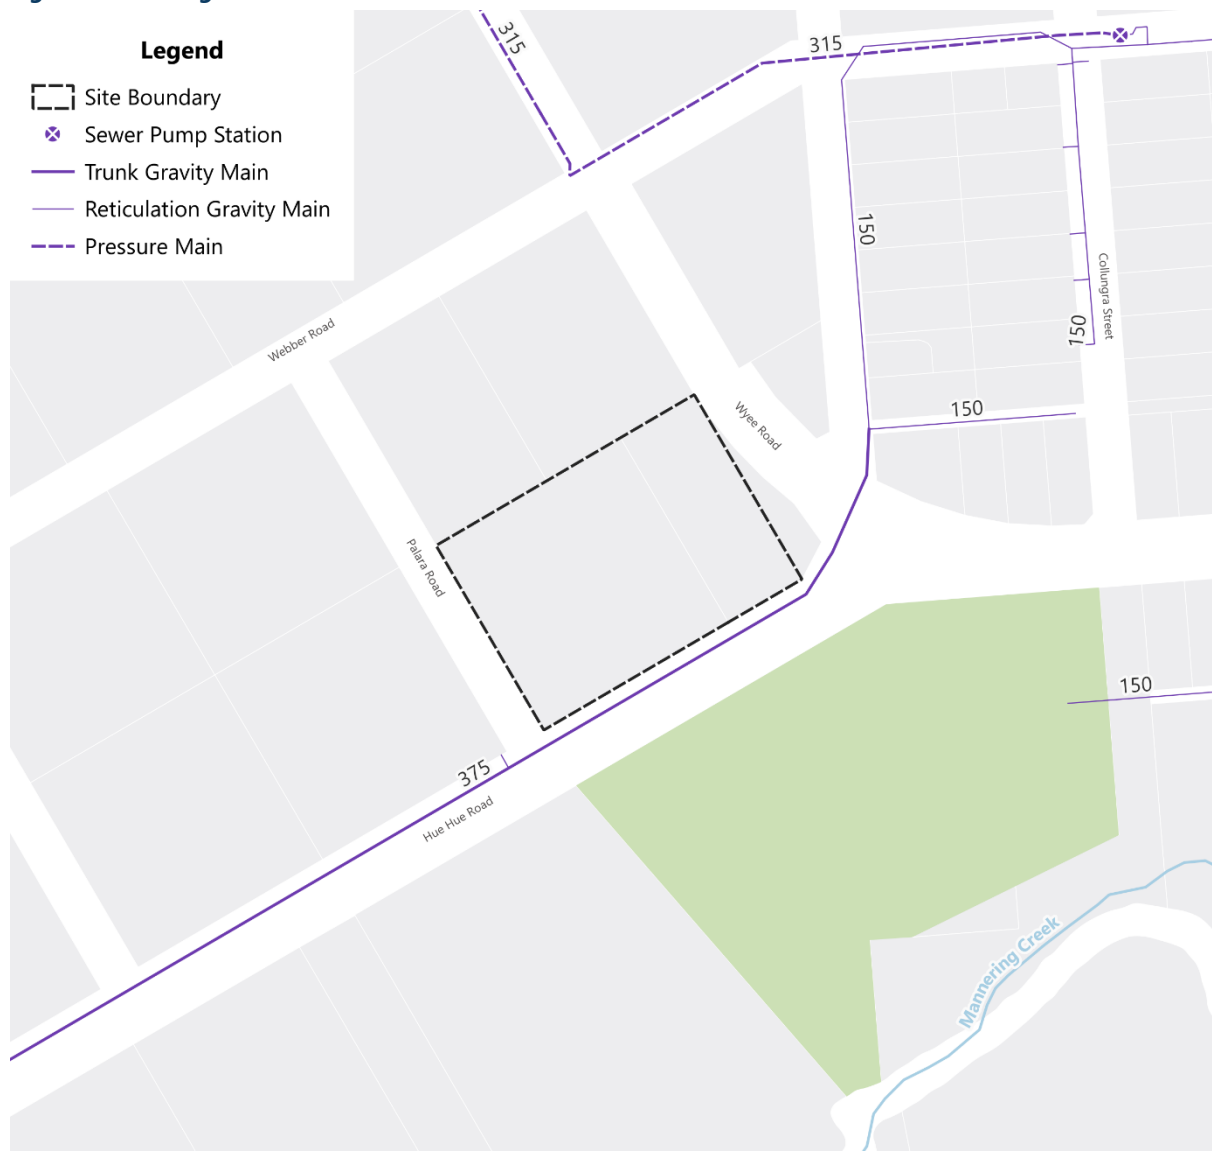 Legend
Site Boundary
Sewer Pump Station
Trunk Gravity Main
Reticulation Gravity Main
Pressure Main
315
315
150
Collungra Street
150
Webber Road
150
Wyee Road
Palara Road
150
375
Hue Hue Road
Mannering Creek